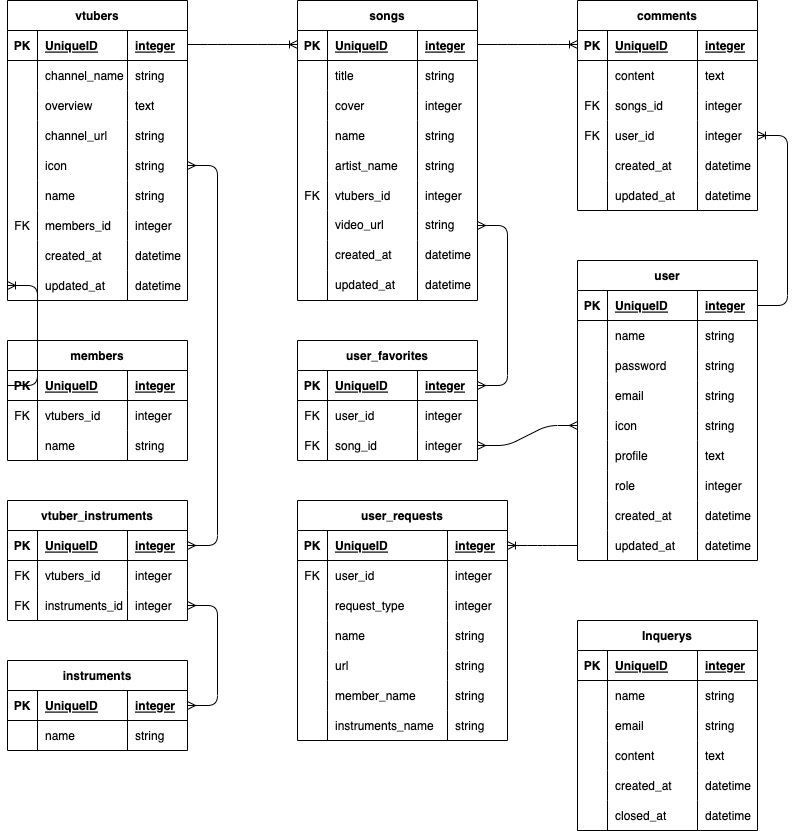 vtubers
PK UniqueID integer
channel_name string
overview text
channel_url string
icon string
name string
FK members_id integer
created_at datetime
updated_at datetime
songs
PK UniqueID integer
title string
cover integer
name string
artist_name string
FK vtubers_id integer
video_url string
created_at datetime
updated_at datetime
comments
PK UniqueID integer
content text
FK songs_id integer
FK user_id integer
created_at datetime
updated_at datetime
members
PK UniqueID integer
FK vtubers_id integer
name string
user_favorites
PK UniqueID integer
FK user_id integer
FK song_id integer
user
PK UniqueID integer
name string
password string
email string
icon string
profile text
role integer
created_at datetime
updated_at datetime
vtuber_instruments
PK UniqueID integer
FK vtubers_id integer
FK instruments_id integer
user_requests
PK UniqueID integer
FK user_id integer
request_type integer
name string
url string
member_name string
instruments_name string
instruments
PK UniqueID integer
name string
Inquerys
PK UniqueID integer
name string
email string
content text
created_at datetime
closed_at datetime